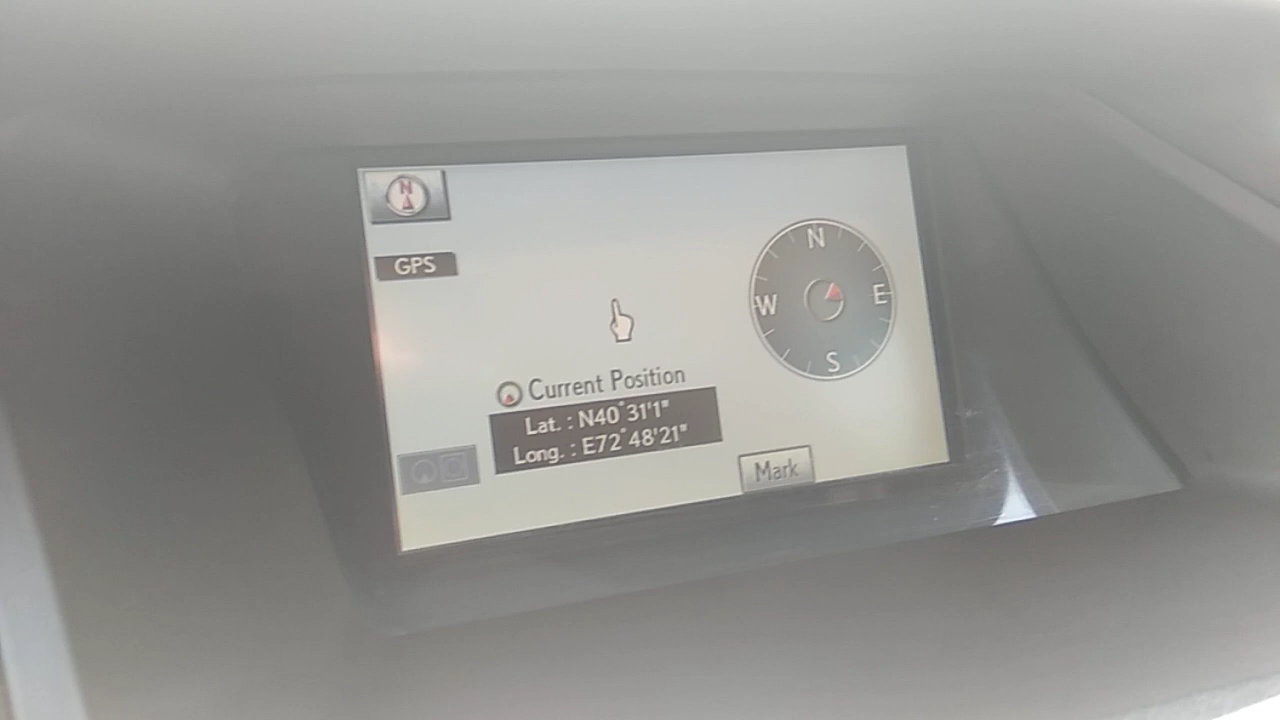 N
GPS
N
W
E
S
Current Position
Lat. : N40°31'1"
Long. : E72°48'21"
Mark